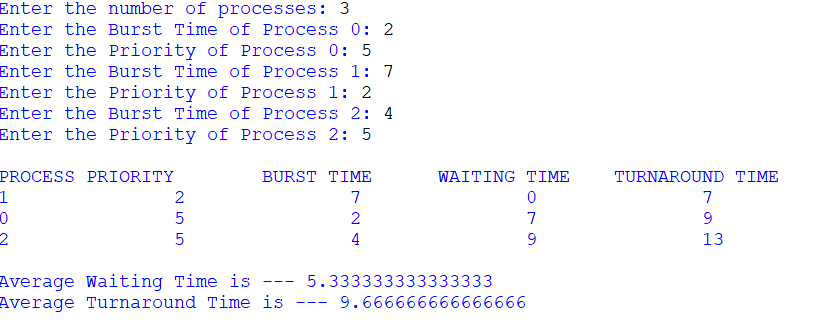 Enter the number of processes: 3
Enter the Burst Time of Process 0: 2
Enter the Priority of Process 0: 5
Enter the Burst Time of Process 1: 7
Enter the Priority of Process 1: 2
Enter the Burst Time of Process 2: 4
Enter the Priority of Process 2: 5
PROCESS PRIORITY BURST TIME WAITING TIME TURNAROUND TIME
1 2 7 0 7
0 5 2 7 9
2 5 4 9 13
Average Waiting Time is --- 5.333333333333333
Average Turnaround Time is --- 9.666666666666666